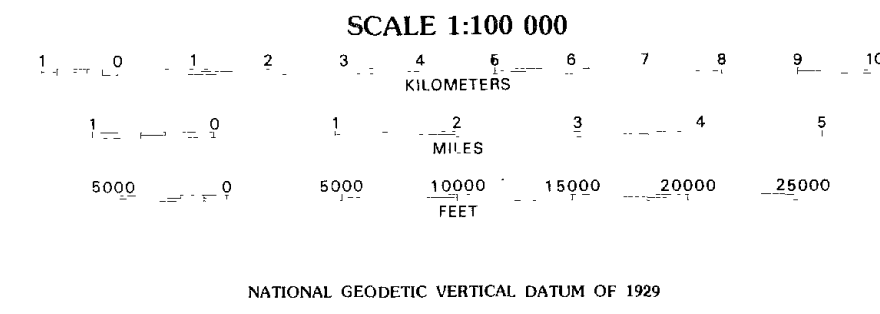 SCALE 1:100 000
1 0 1 2 3 4 5 6 7 8 9 10
KILOMETERS
1 0 1 2 3 4 5
MILES
5000 0 5000 10000 15000 20000 25000
FEET
NATIONAL GEODETIC VERTICAL DATUM OF 1929